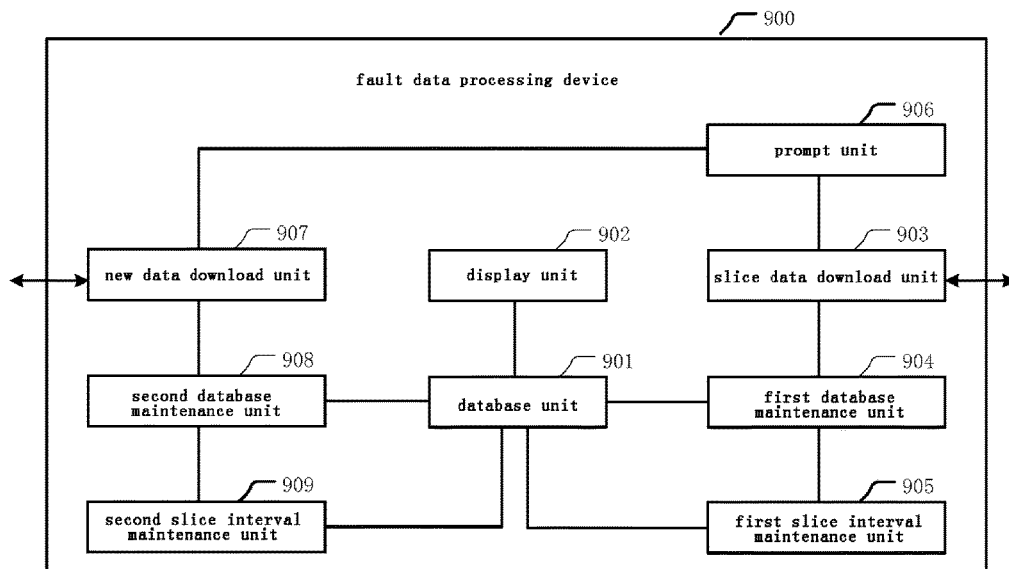 900
fault data processing device
906
prompt unit
907
new data download unit
902
display unit
903
slice data download unit
908
second database
maintenance unit
901
database unit
904
first database
maintenance unit
909
second slice interval
maintenance unit
905
first slice interval
maintenance unit